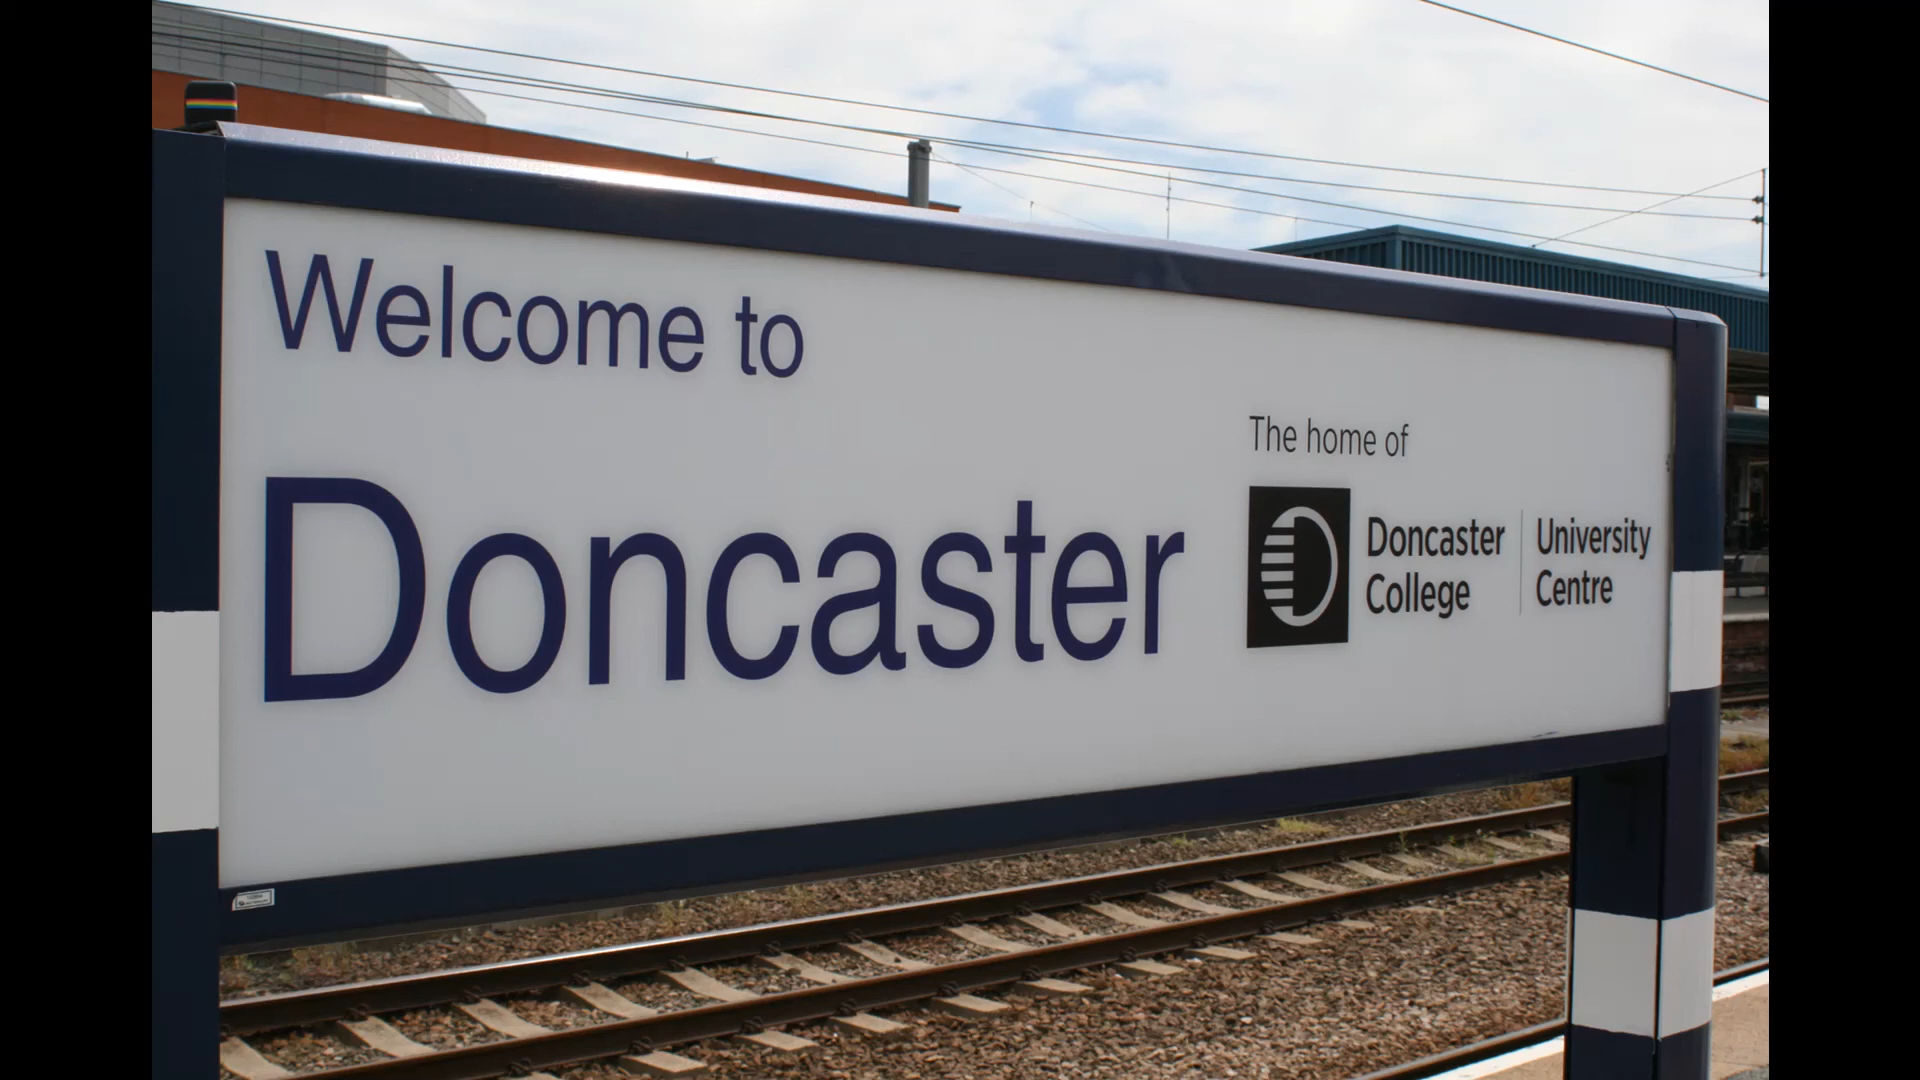 Welcome to
Doncaster
The home of
Doncaster College
University Centre